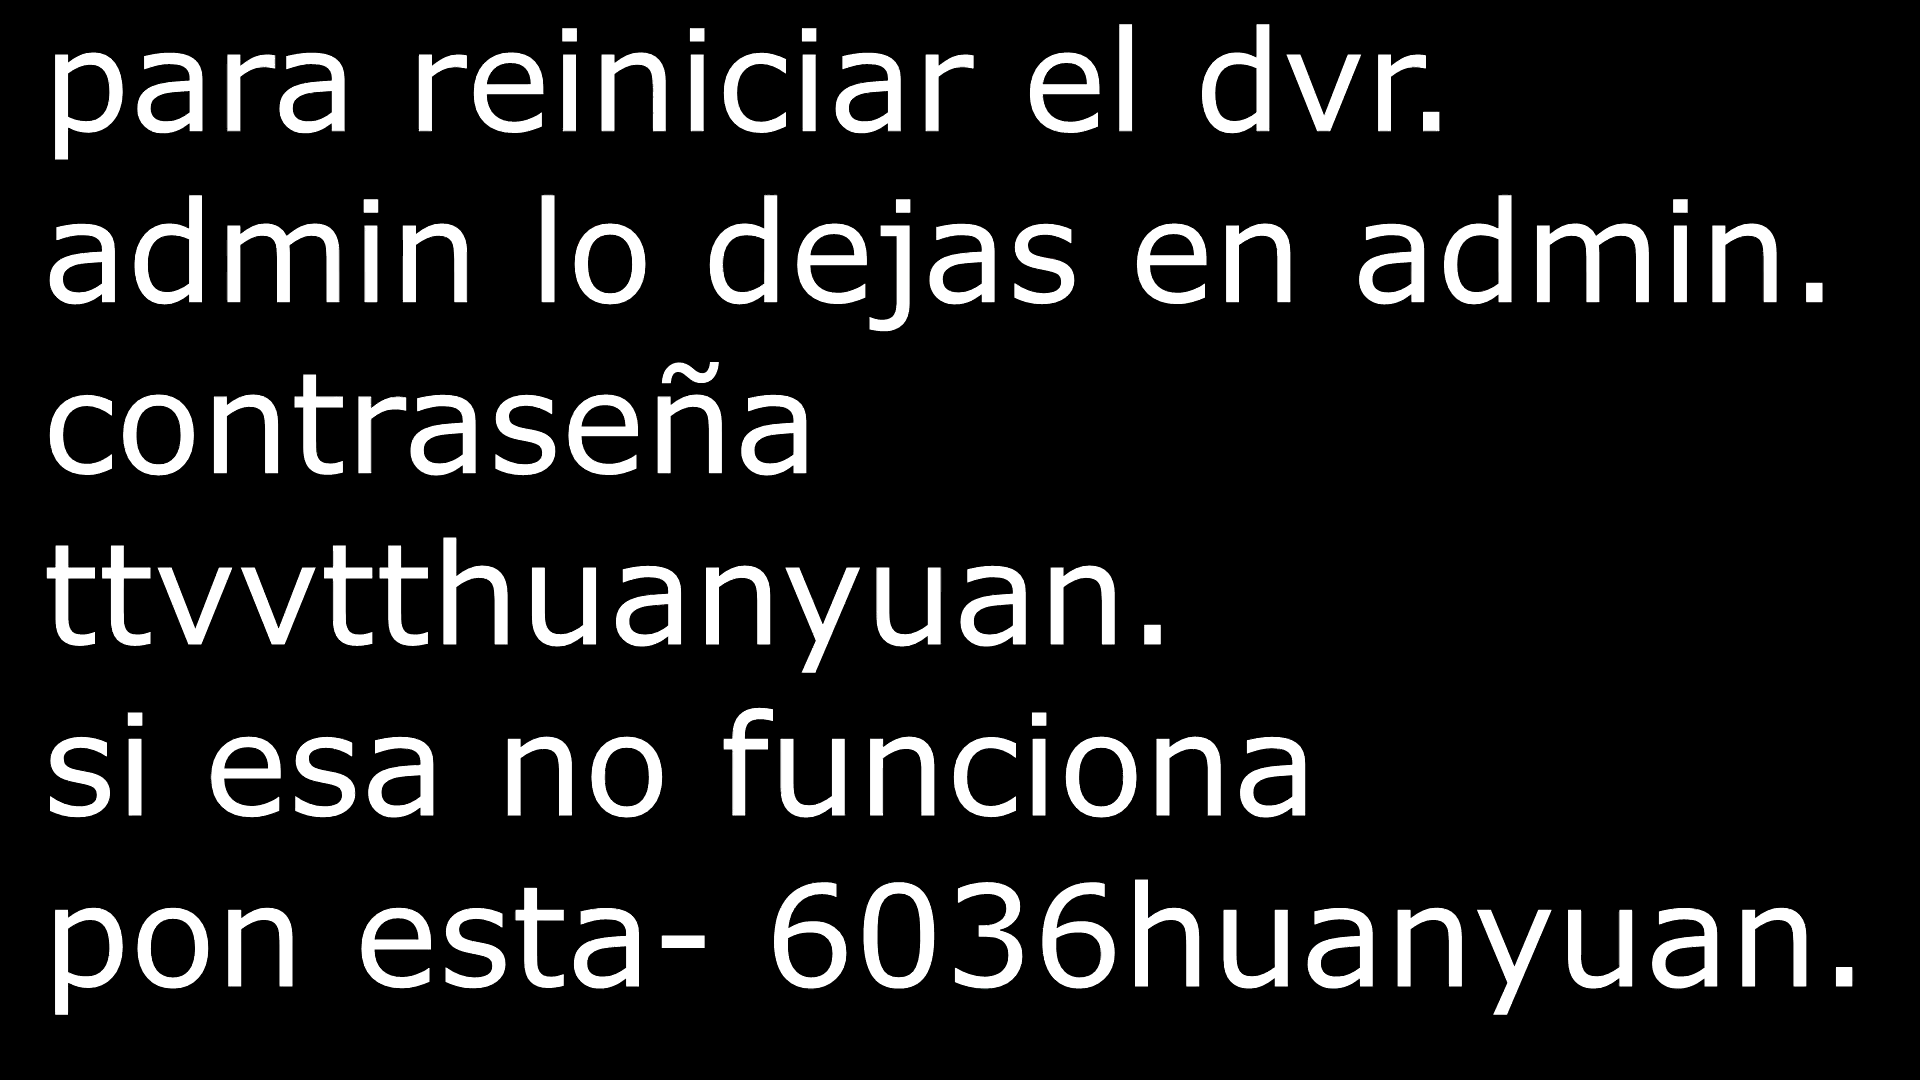 para reiniciar el dvr.
admin lo dejas en admin.
contraseña
ttvvtthuanyuan.
si esa no funciona
pon esta- 6036huanyuan.